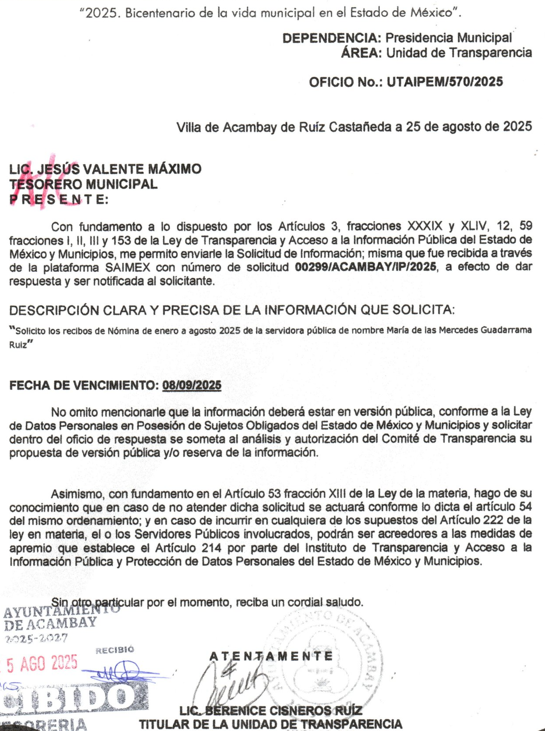 “2025. Bicentenario de la vida municipal en el Estado de México”.
DEPENDENCIA: Presidencia Municipal
ÁREA: Unidad de Transparencia
OFICIO No.: UTAIPEM/570/2025
Villa de Acambay de Ruíz Castañeda a 25 de agosto de 2025
LIC. JESÚS VALENTE MÁXIMO
TESORERO MUNICIPAL
P R E S E N T E:
Con fundamento a lo dispuesto por los Artículos 3, fracciones XXXIX y XLIV, 12, 59
fracciones I, II, III y 153 de la Ley de Transparencia y Acceso a la Información Pública del Estado de
México y Municipios, me permito enviarle la Solicitud de Información; misma que fue recibida a través
de la plataforma SAIMEX con número de solicitud 00299/ACAMBAY/IP/2025, a efecto de dar
respuesta y ser notificada al solicitante.
DESCRIPCIÓN CLARA Y PRECISA DE LA INFORMACIÓN QUE SOLICITA:
“Solicito los recibos de Nómina de enero a agosto 2025 de la servidora pública de nombre María de las Mercedes Guadarrama
Ruiz”
FECHA DE VENCIMIENTO: 08/09/2025
No omito mencionarle que la información deberá estar en versión pública, conforme a la Ley
de Datos Personales en Posesión de Sujetos Obligados del Estado de México y Municipios y solicitar
dentro del oficio de respuesta se someta al análisis y autorización del Comité de Transparencia su
propuesta de versión pública y/o reserva de la información.
Asimismo, con fundamento en el Artículo 53 fracción XIII de la Ley de la materia, hago de su
conocimiento que en caso de no atender dicha solicitud se actuará conforme lo dicta el artículo 54
del mismo ordenamiento; y en caso de incurrir en cualquiera de los supuestos del Artículo 222 de la
ley en materia, el o los Servidores Públicos involucrados, podrán ser acreedores a las medidas de
apremio que establece el Artículo 214 por parte del Instituto de Transparencia y Acceso a la
Información Pública y Protección de Datos Personales del Estado de México y Municipios.
Sin otro particular por el momento, reciba un cordial saludo.
AYUNTAMIENTO
DE ACAMBAY
2025-2027
RECIBIO
5 AGO 2025
CIBIDO
ESORERIA
A T E N T A M E N T E
LIC. BERENICE CISNEROS RUÍZ
TITULAR DE LA UNIDAD DE TRANSPARENCIA